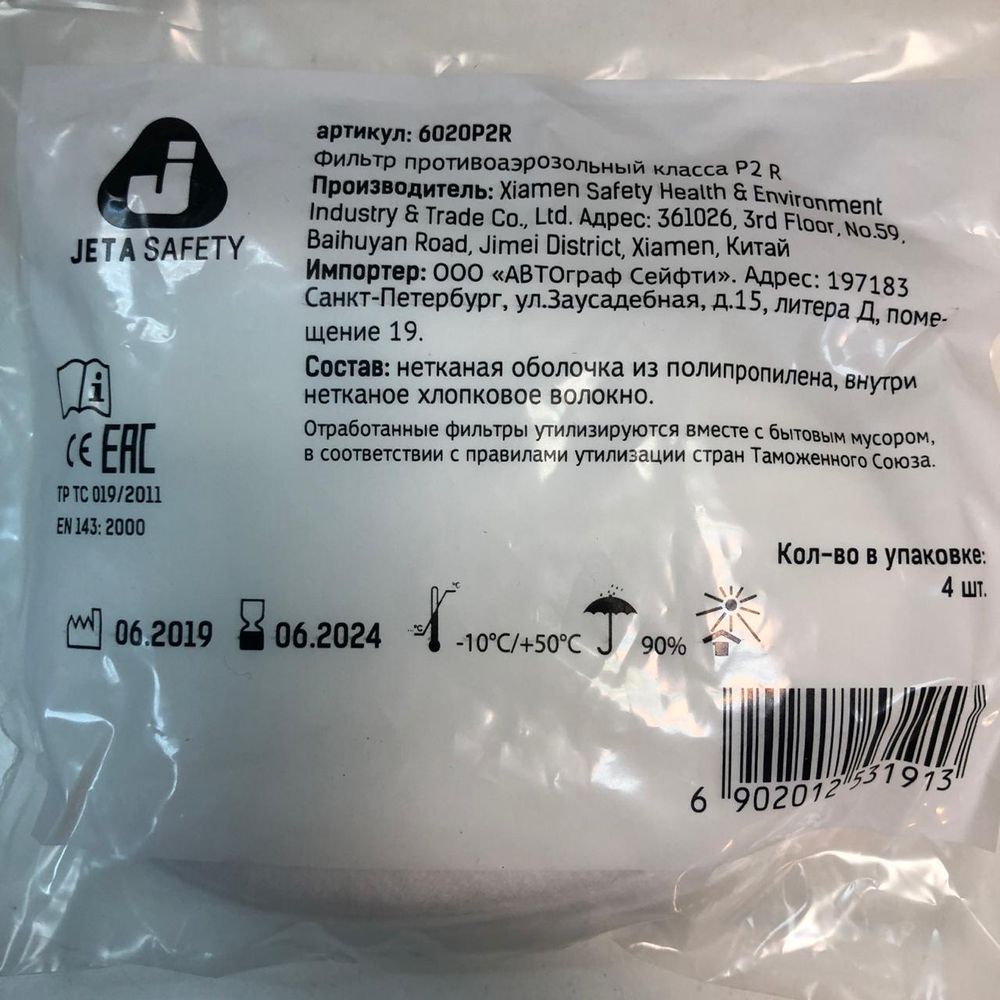 JETA SAFETY
артикул: 6020P2R
Фильтр противоаэрозольный класса P2 R
Производитель: Xiamen Safety Health & Environment
Industry & Trade Co., Ltd. Адрес: 361026, 3rd Floor, No.59,
Baihuyan Road, Jimei District, Xiamen, Китай
Импортер: ООО «АВТОграф Сейфти». Адрес: 197183
Санкт-Петербург, ул.Заусадебная, д.15, литера Д, поме-
щение 19.
Состав: нетканая оболочка из полипропилена, внутри
нетканое хлопковое волокно.
Отработанные фильтры утилизируются вместе с бытовым мусором,
в соответствии с правилами утилизации стран Таможенного Союза.
i
CE EAC
ТР ТС 019/2011
EN 143: 2000
Кол-во в упаковке:
4 шт.
06.2019 06.2024 -10°C/+50°C 90%
6 902012 531913